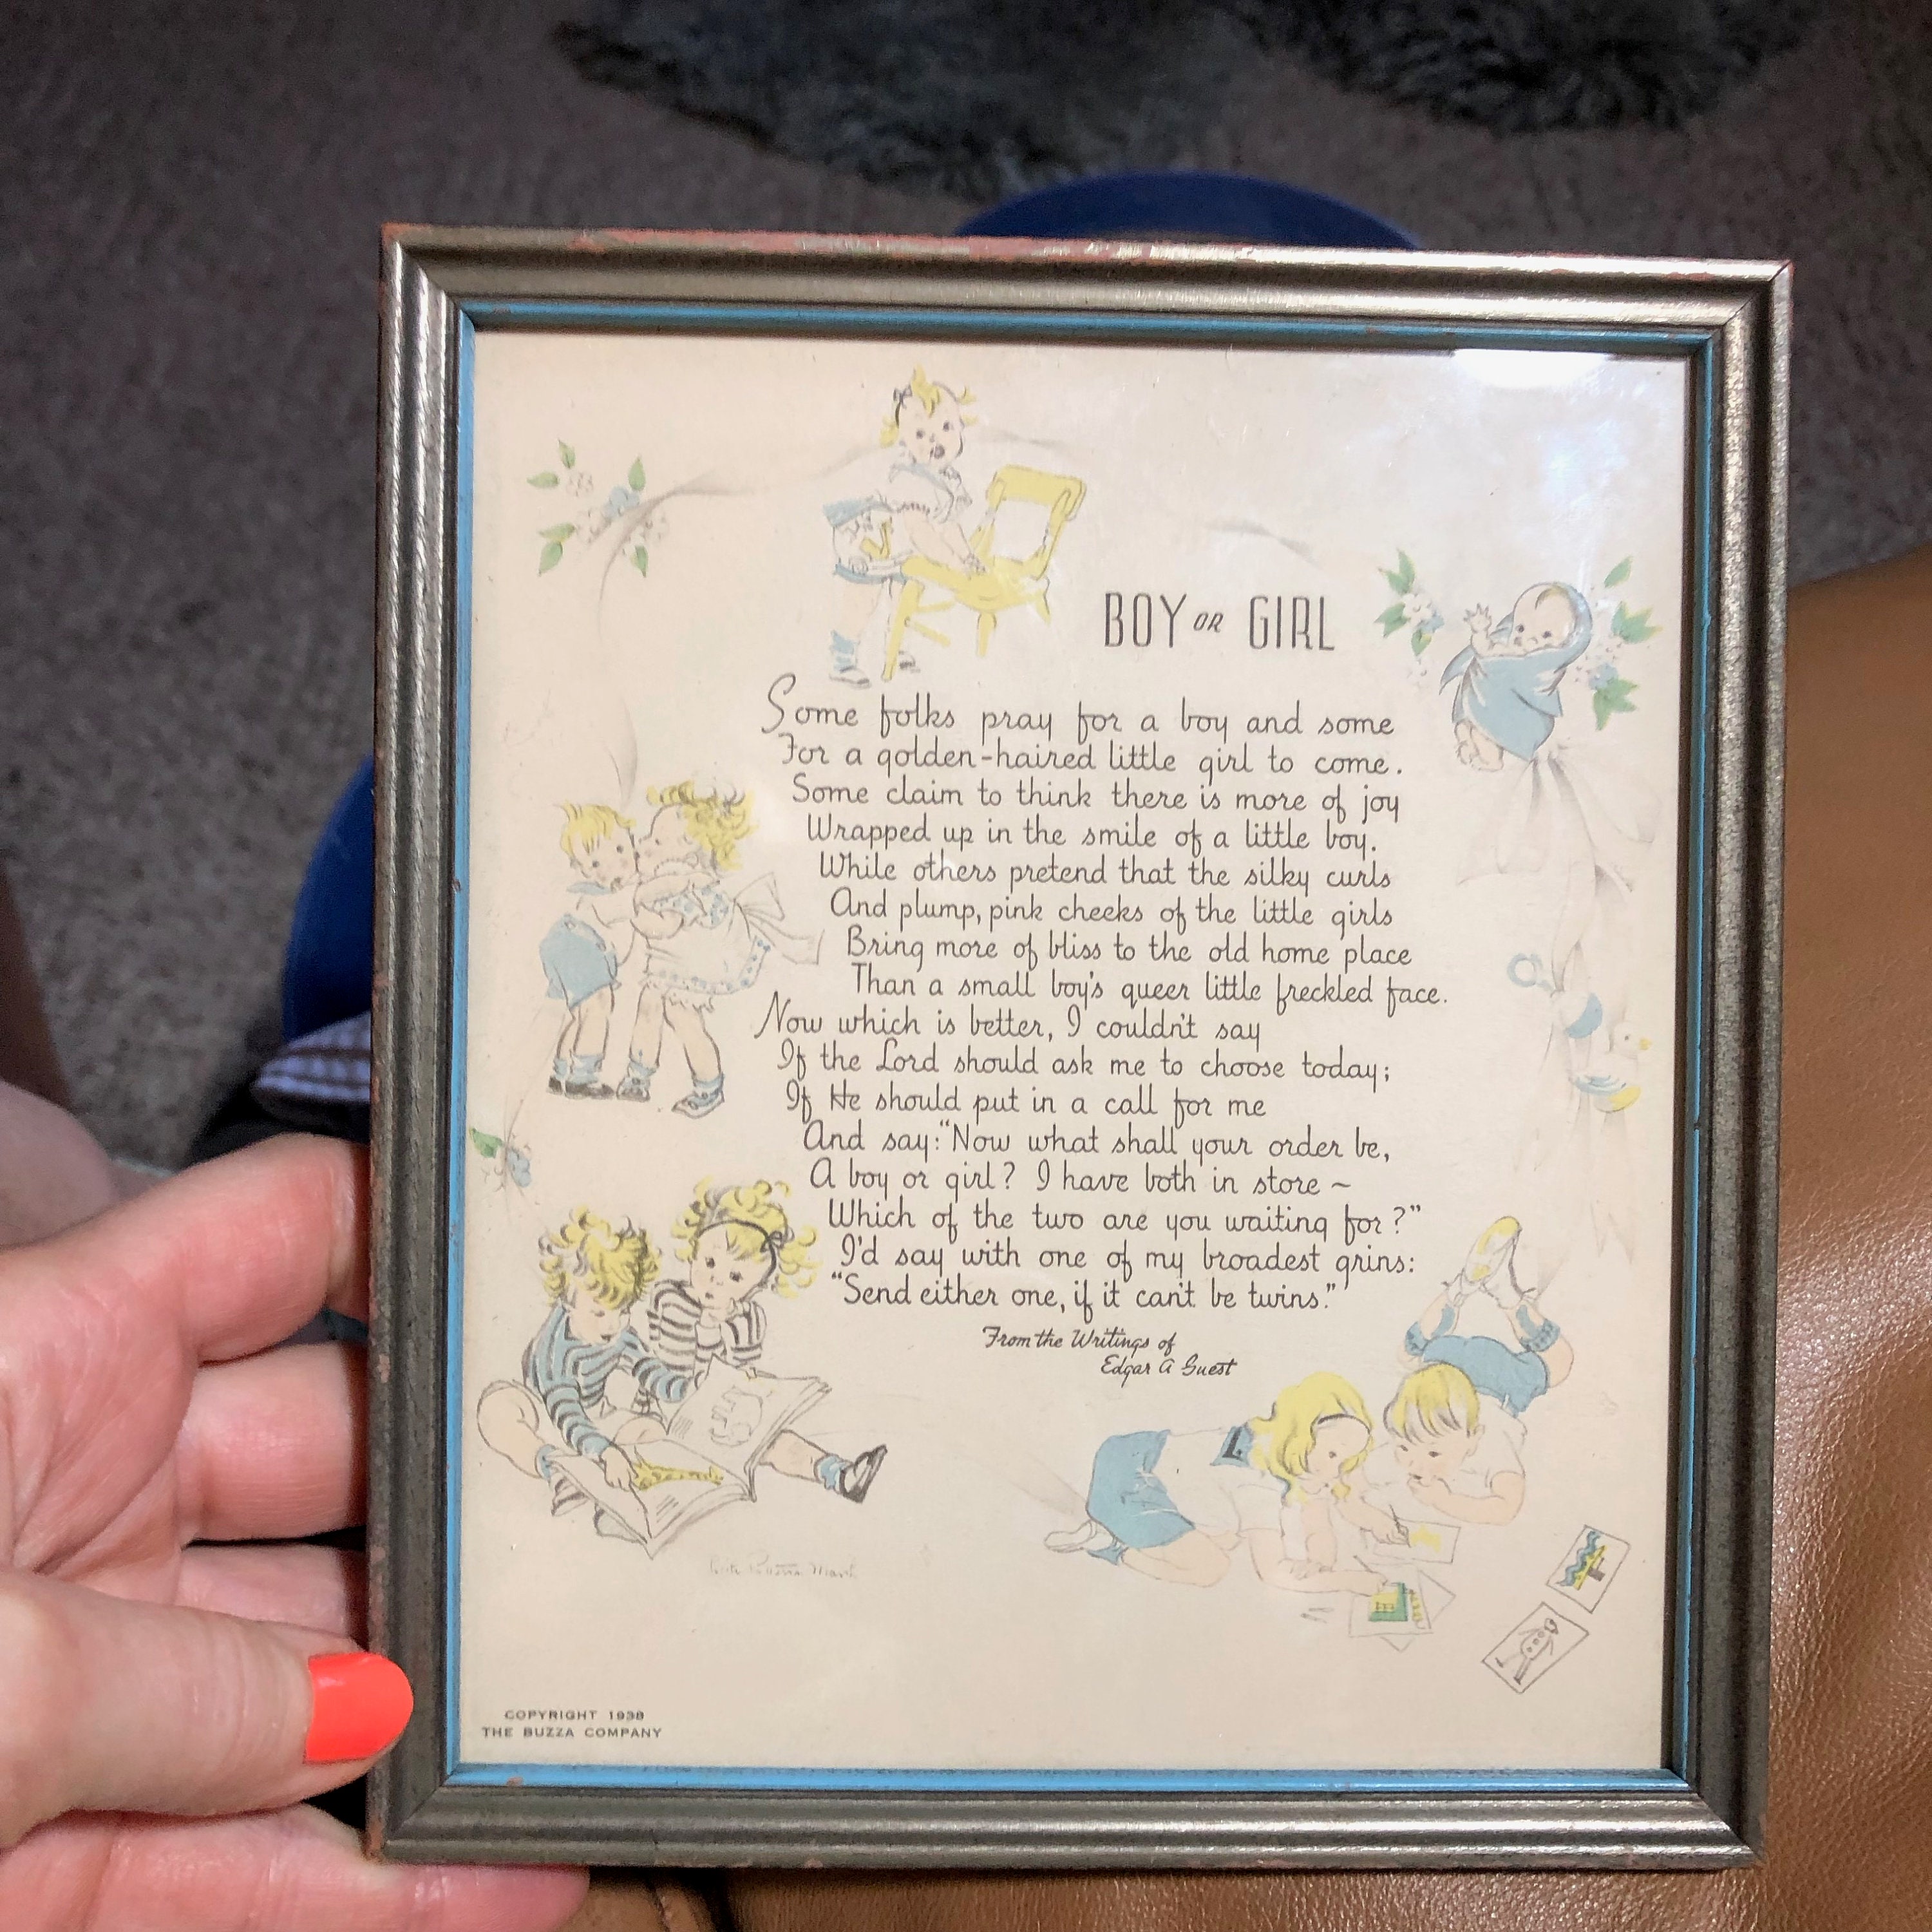 BOY OR GIRL
Some folks pray for a boy and some
For a golden-haired little girl to come.
Some claim to think there is more of joy
Wrapped up in the smile of a little boy.
While others pretend that the silky curls
And plump, pink cheeks of the little girls
Bring more of bliss to the old home place
Than a small boy's queer little freckled face.
Now which is better, I couldn't say
If the Lord should ask me to choose today;
If He should put in a call for me
And say: "Now what shall your order be,
A boy or girl? I have both in store ~
Which of the two are you waiting for?"
I'd say with one of my broadest grins:
"Send either one, if it can't be twins."
From the Writings of
Edgar A Guest
COPYRIGHT 1938
THE BUZZA COMPANY